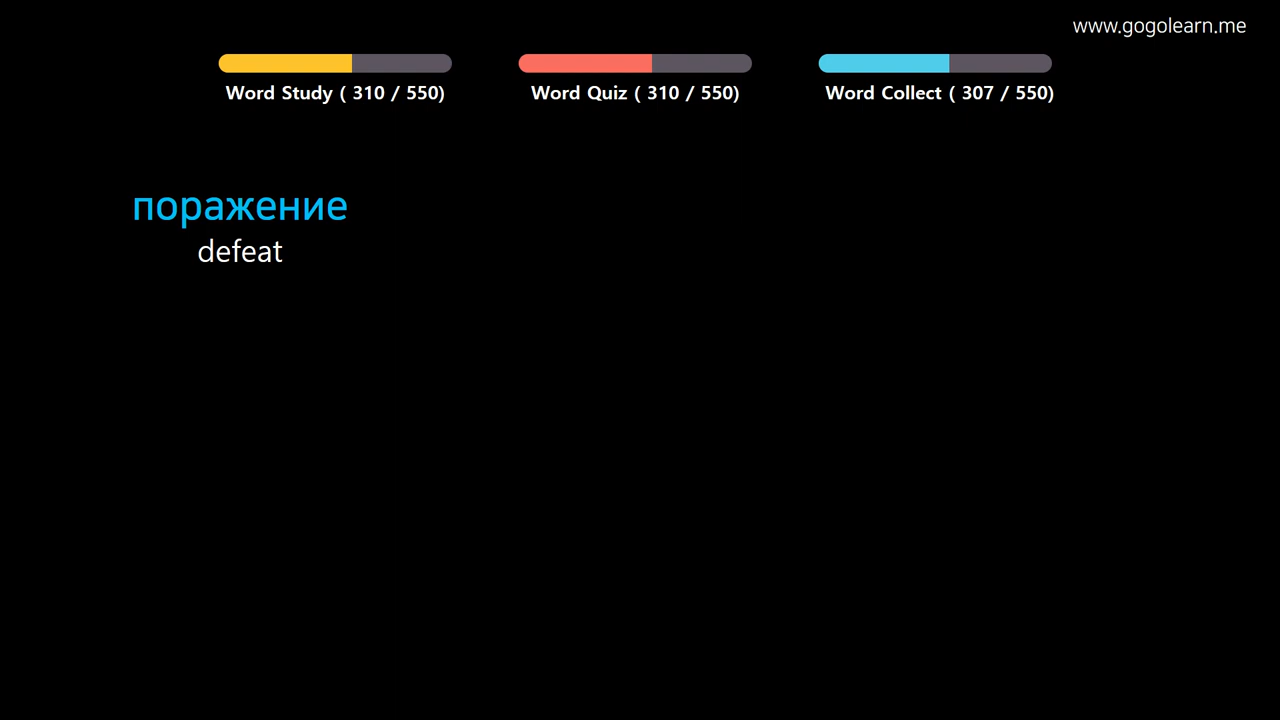 www.gogolearn.me
Word Study ( 310 / 550)
Word Quiz ( 310 / 550)
Word Collect ( 307 / 550)
поражение
defeat